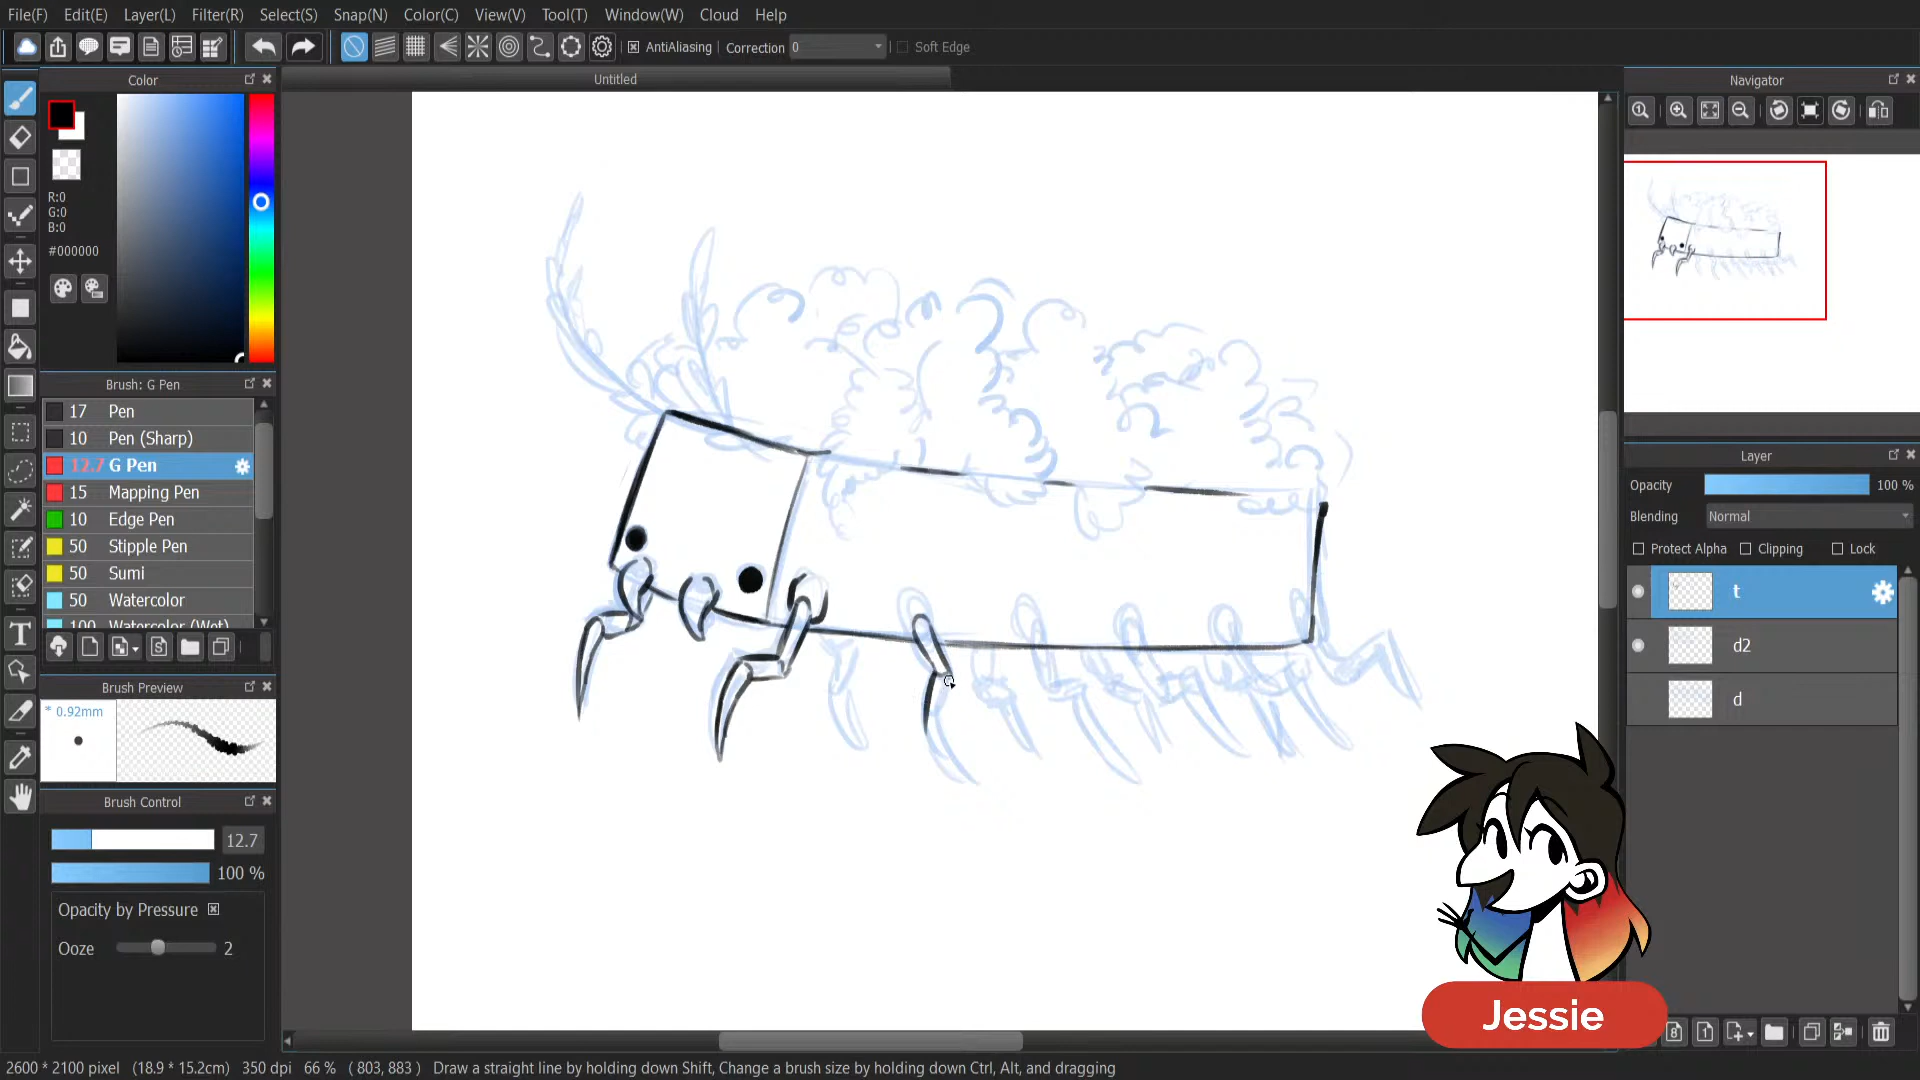 File(F) Edit(E) Layer(L) Filter(R) Select(S) Snap(N) Color(C) View(V) Tool(T) Window(W) Cloud Help
AntiAliasing Correction 0 Soft Edge
Color
Untitled
Navigator
R:0
G:0
B:0
#000000
Brush: G Pen
17 Pen
10 Pen (Sharp)
12.7 G Pen
15 Mapping Pen
10 Edge Pen
50 Stipple Pen
50 Sumi
50 Watercolor
100 Watercolor (Wet)
Brush Preview
* 0.92mm
Brush Control
12.7
100 %
Opacity by Pressure
Ooze 2
Layer
Opacity 100 %
Blending Normal
Protect Alpha Clipping Lock
t
d2
d
Jessie
2600 * 2100 pixel (18.9 * 15.2cm) 350 dpi 66 % ( 803, 883 ) Draw a straight line by holding down Shift, Change a brush size by holding down Ctrl, Alt, and dragging